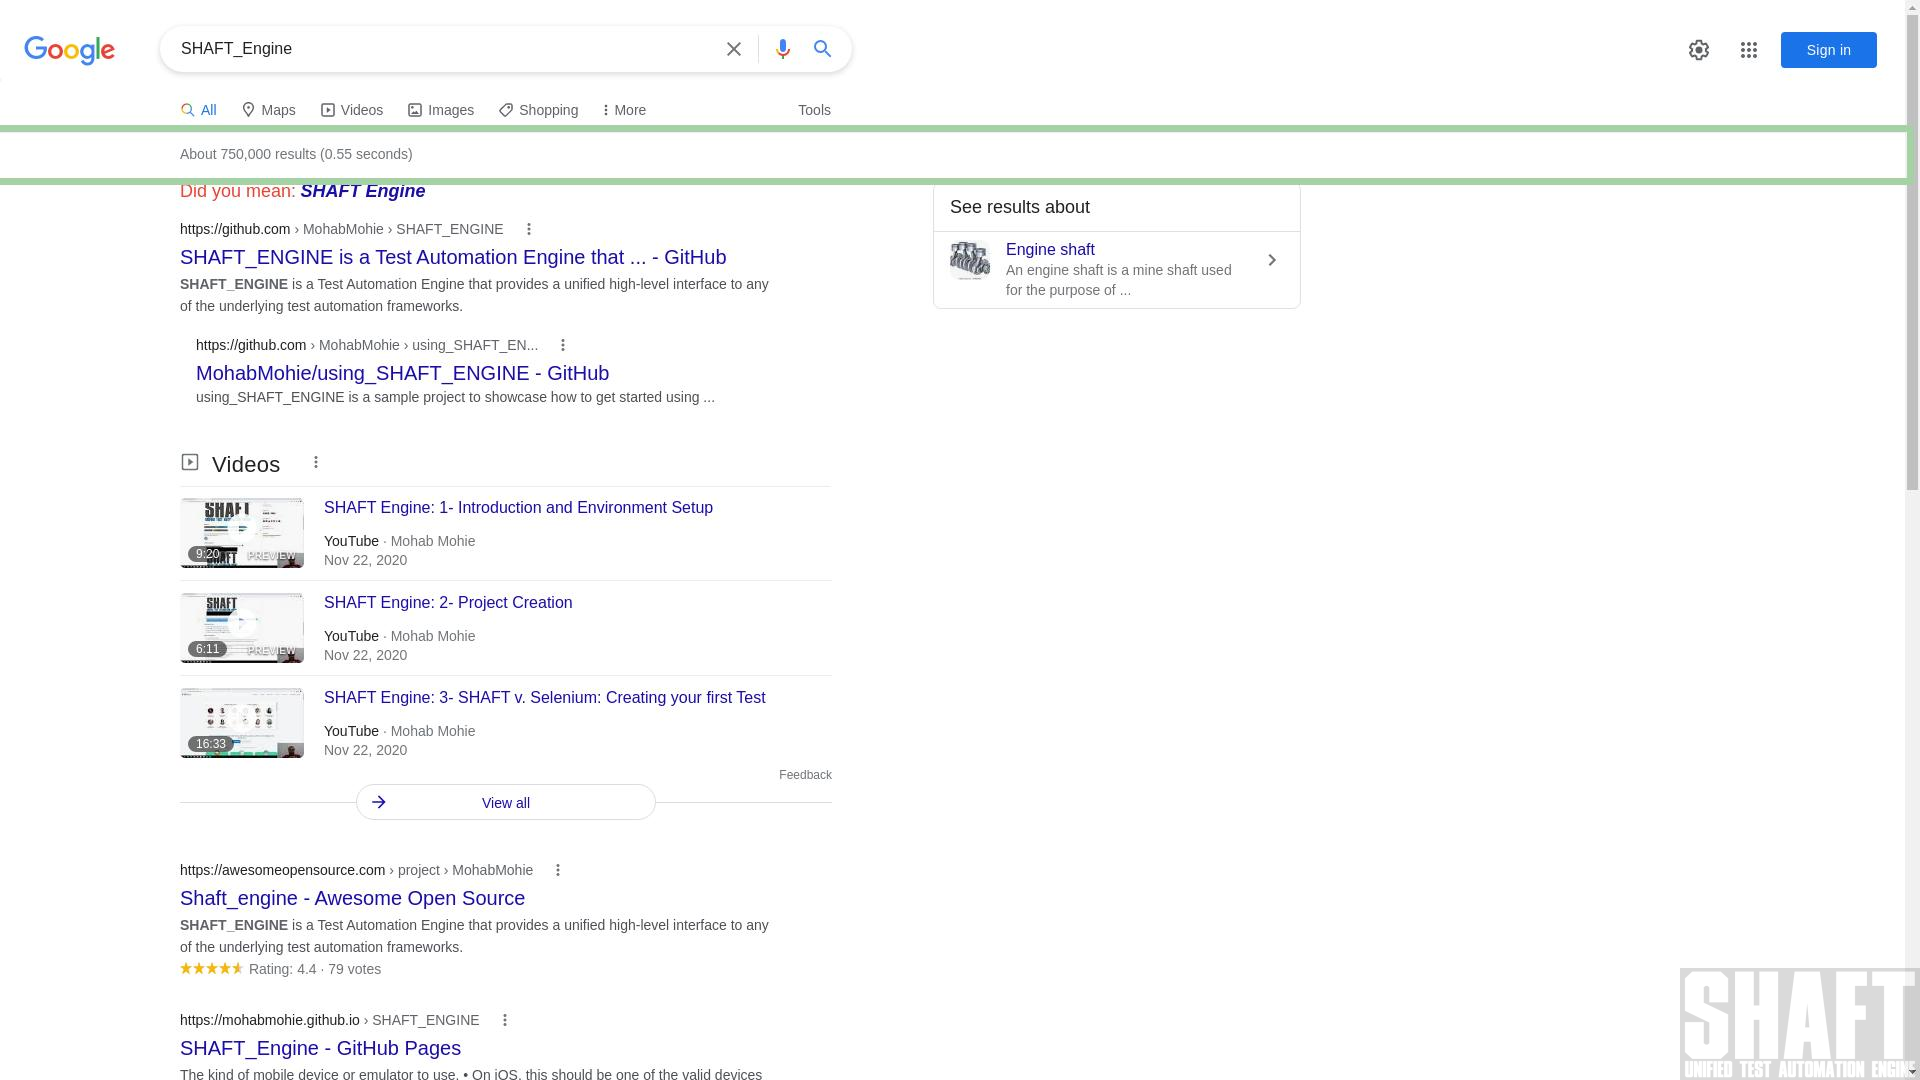 Google
SHAFT_Engine
Sign in
All
Maps
Videos
Images
Shopping
More
Tools
About 750,000 results (0.55 seconds)
Did you mean: SHAFT Engine
https://github.com › MohabMohie › SHAFT_ENGINE
SHAFT_ENGINE is a Test Automation Engine that ... - GitHub
SHAFT_ENGINE is a Test Automation Engine that provides a unified high-level interface to any
of the underlying test automation frameworks.
https://github.com › MohabMohie › using_SHAFT_EN...
MohabMohie/using_SHAFT_ENGINE - GitHub
using_SHAFT_ENGINE is a sample project to showcase how to get started using ...
See results about
Engine shaft
An engine shaft is a mine shaft used
for the purpose of ...
Videos
SHAFT
9:20
PREVIEW
SHAFT Engine: 1- Introduction and Environment Setup
YouTube · Mohab Mohie
Nov 22, 2020
SHAFT
6:11
PREVIEW
SHAFT Engine: 2- Project Creation
YouTube · Mohab Mohie
Nov 22, 2020
16:33
SHAFT Engine: 3- SHAFT v. Selenium: Creating your first Test
YouTube · Mohab Mohie
Nov 22, 2020
Feedback
View all
https://awesomeopensource.com › project › MohabMohie
Shaft_engine - Awesome Open Source
SHAFT_ENGINE is a Test Automation Engine that provides a unified high-level interface to any
of the underlying test automation frameworks.
Rating: 4.4 · 79 votes
https://mohabmohie.github.io › SHAFT_ENGINE
SHAFT_Engine - GitHub Pages
The kind of mobile device or emulator to use. • On iOS, this should be one of the valid devices
SHAFT
UNIFIED TEST AUTOMATION ENGINE